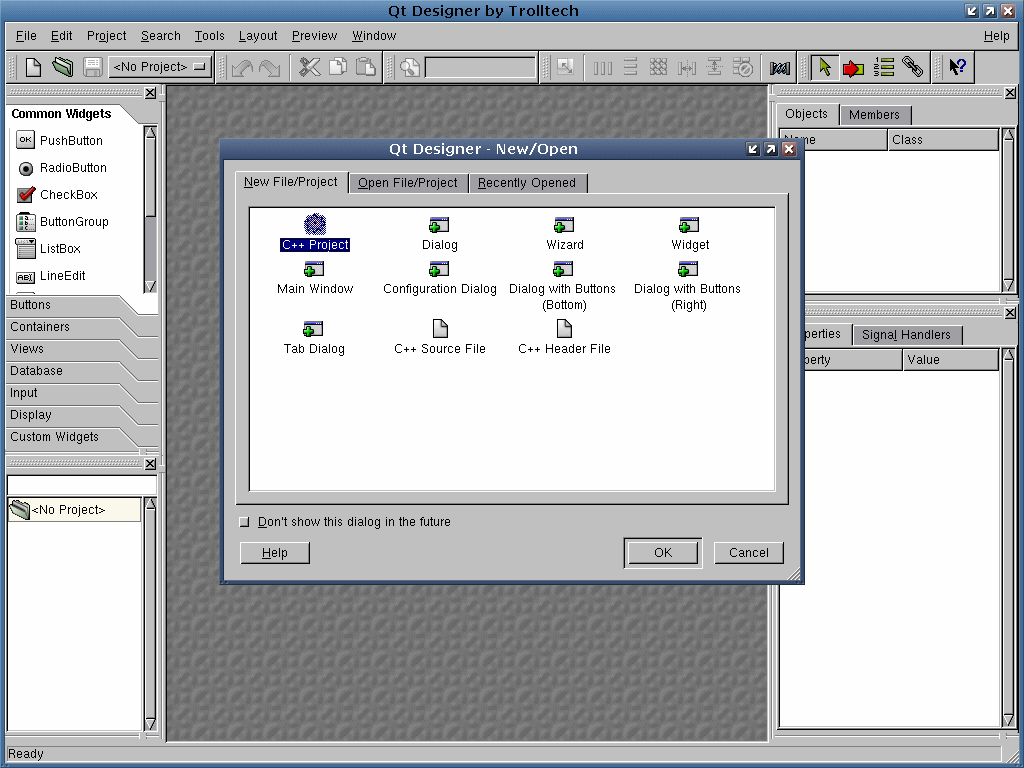 Qt Designer by Trolltech
File Edit Project Search Tools Layout Preview Window Help
<No Project>
Common Widgets
OK PushButton
RadioButton
CheckBox
ButtonGroup
ListBox
ABI LineEdit
Buttons
Containers
Views
Database
Input
Display
Custom Widgets
<No Project>
Qt Designer - New/Open
New File/Project Open File/Project Recently Opened
C++ Project Dialog Wizard Widget
Main Window Configuration Dialog Dialog with Buttons (Bottom) Dialog with Buttons (Right)
Tab Dialog C++ Source File C++ Header File
Don't show this dialog in the future
Help OK Cancel
Objects Members
Name Class
perties Signal Handlers
perty Value
Ready